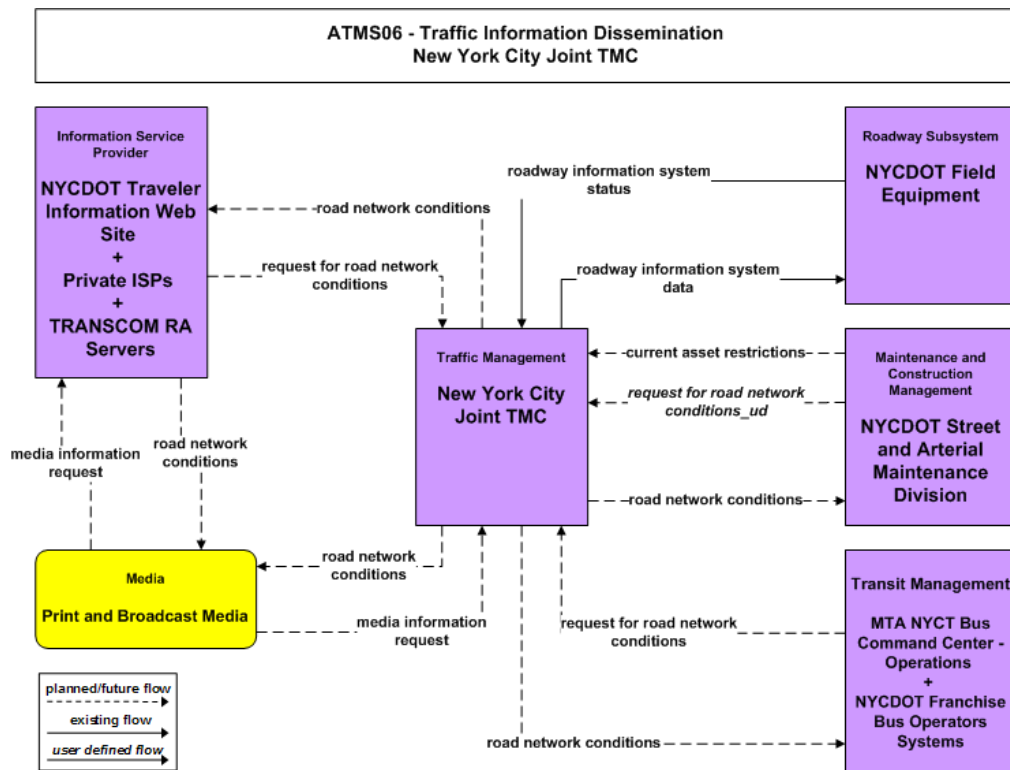 ATMS06 - Traffic Information Dissemination
New York City Joint TMC
Information Service
Provider
NYCDOT Traveler
Information Web
Site
+
Private ISPs
+
TRANSCOM RA
Servers
Roadway Subsystem
NYCDOT Field
Equipment
roadway information system
status
road network conditions
request for road network
conditions
roadway information system
data
Traffic Management
New York City
Joint TMC
current asset restrictions
request for road network
conditions_ud
road network conditions
Maintenance and
Construction
Management
NYCDOT Street
and Arterial
Maintenance
Division
media information
request
road network
conditions
Media
Print and Broadcast Media
road network
conditions
media information
request
request for road network
conditions
road network conditions
Transit Management
MTA NYCT Bus
Command Center -
Operations
+
NYCDOT Franchise
Bus Operators
Systems
planned/future flow
existing flow
user defined flow